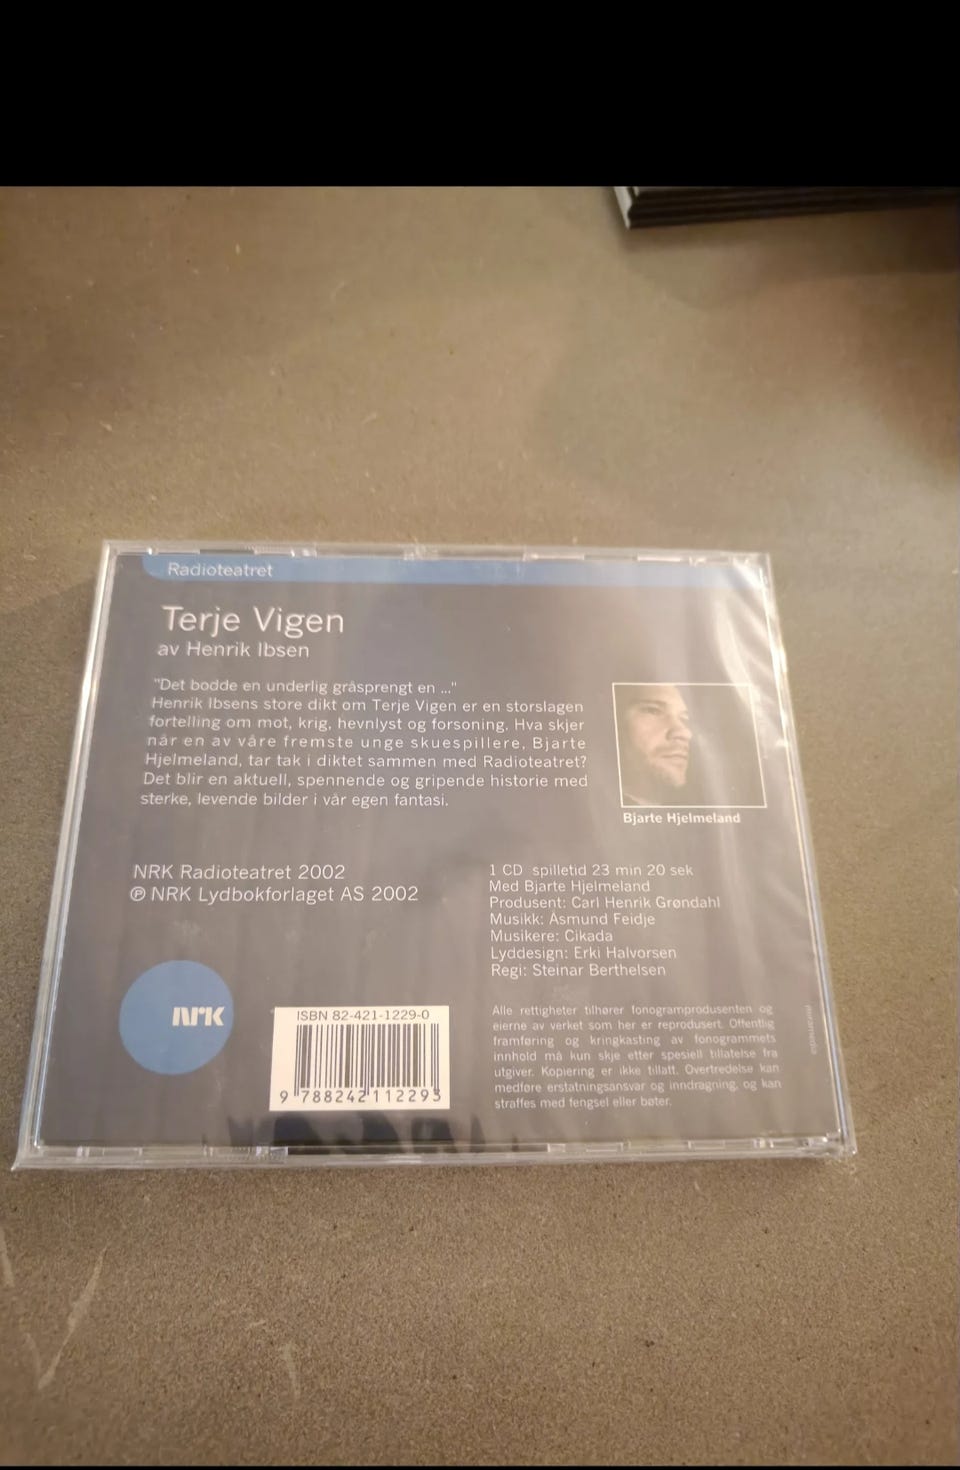 Radioteatret
Terje Vigen
av Henrik Ibsen
"Det bodde en underlig gråsprengt en ..."
Henrik Ibsens store dikt om Terje Vigen er en storslagen
fortelling om mot, krig, hevnlyst og forsoning. Hva skjer
når en av våre fremste unge skuespillere, Bjarte
Hjelmeland, tar tak i diktet sammen med Radioteatret?
Det blir en aktuell, spennende og gripende historie med
sterke, levende bilder i vår egen fantasi.
Bjarte Hjelmeland
NRK Radioteatret 2002
℗ NRK Lydbokforlaget AS 2002
1 CD spilletid 23 min 20 sek
Med Bjarte Hjelmeland
Produsent: Carl Henrik Grøndahl
Musikk: Åsmund Feidje
Musikere: Cikada
Lyddesign: Erki Halvorsen
Regi: Steinar Berthelsen
NRK
ISBN 82-421-1229-0
9 788242 112293
Alle rettigheter tilhører fonogramprodusenten og
eierne av verket som her er reprodusert. Offentlig
framføring og kringkasting av fonogrammets
innhold må kun skje etter spesiell tillatelse fra
utgiver. Kopiering er ikke tillatt. Overtredelse kan
medføre erstatningsansvar og inndragning, og kan
straffes med fengsel eller bøter.